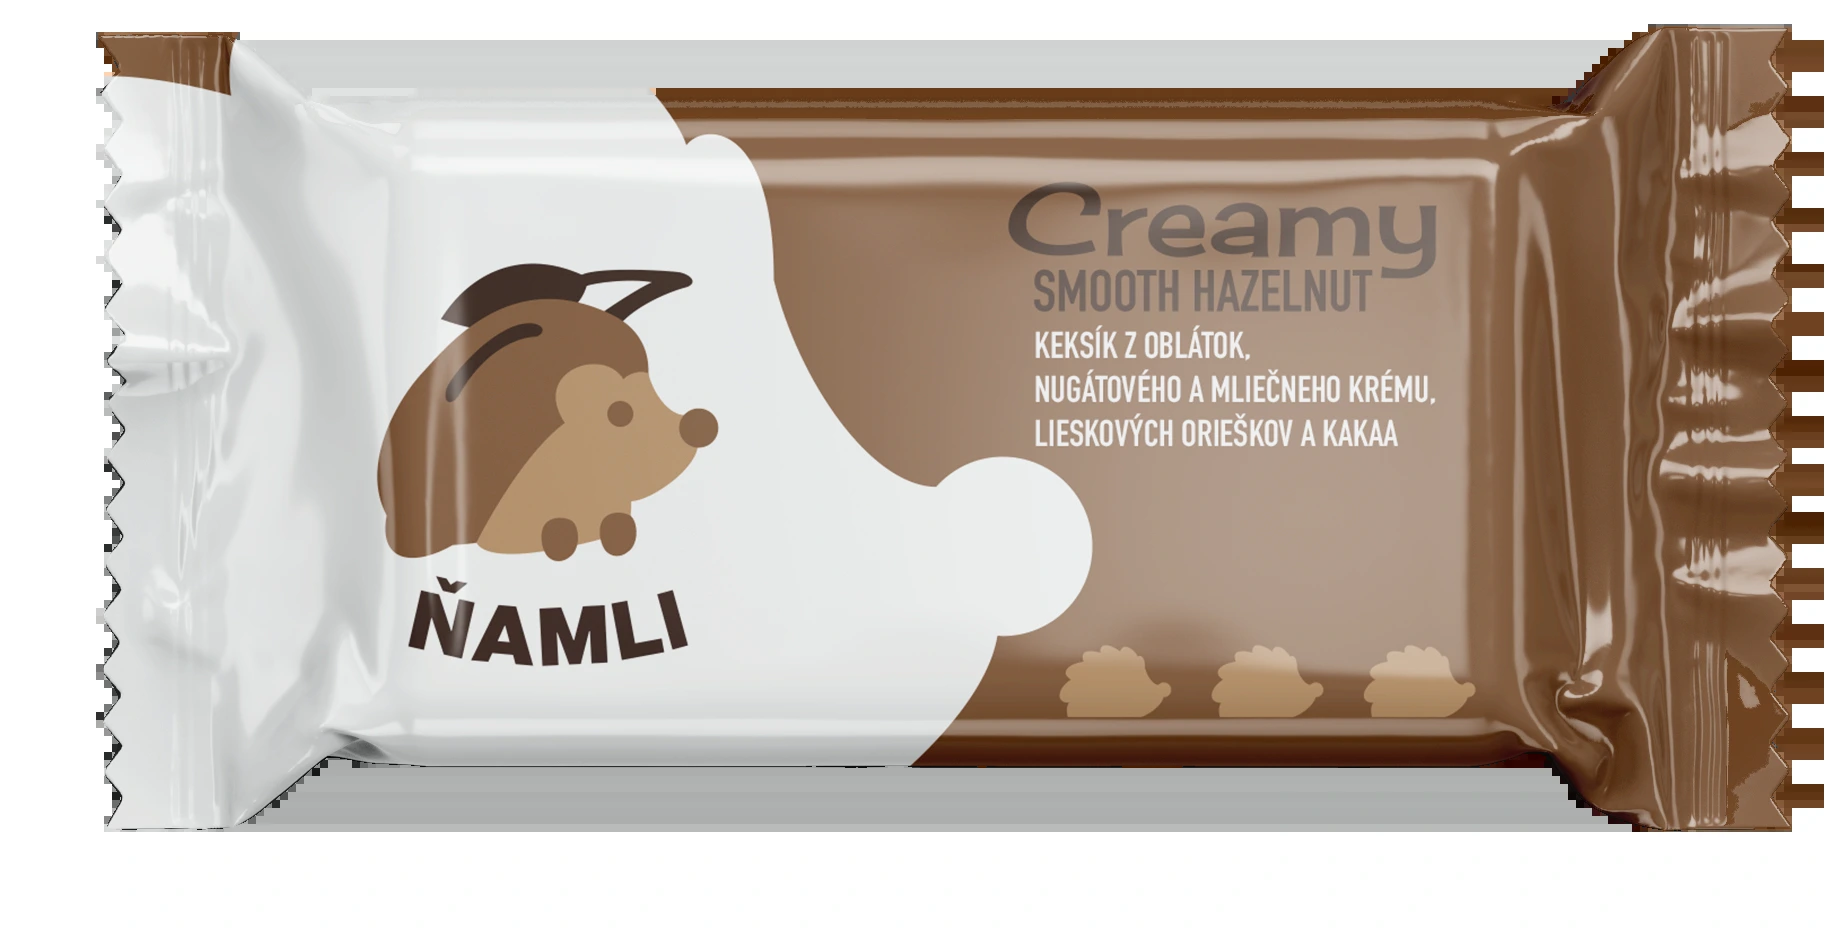 Creamy
SMOOTH HAZELNUT
KEKSÍK Z OBLÁTOK,
NUGÁTOVÉHO A MLIEČNEHO KRÉMU,
LIESKOVÝCH ORIEŠKOV A KAKAA
ŇAMLI